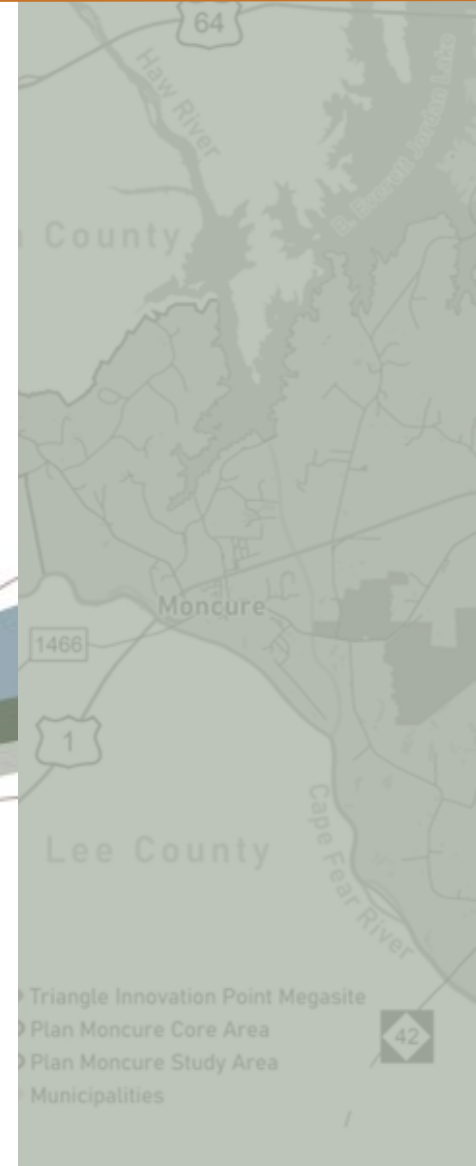 64
Haw River
B. Everett Jordan Lake
County
Moncure
1466
1
Cape Fear River
Lee County
Triangle Innovation Point Megasite
Plan Moncure Core Area
42
Plan Moncure Study Area
Municipalities